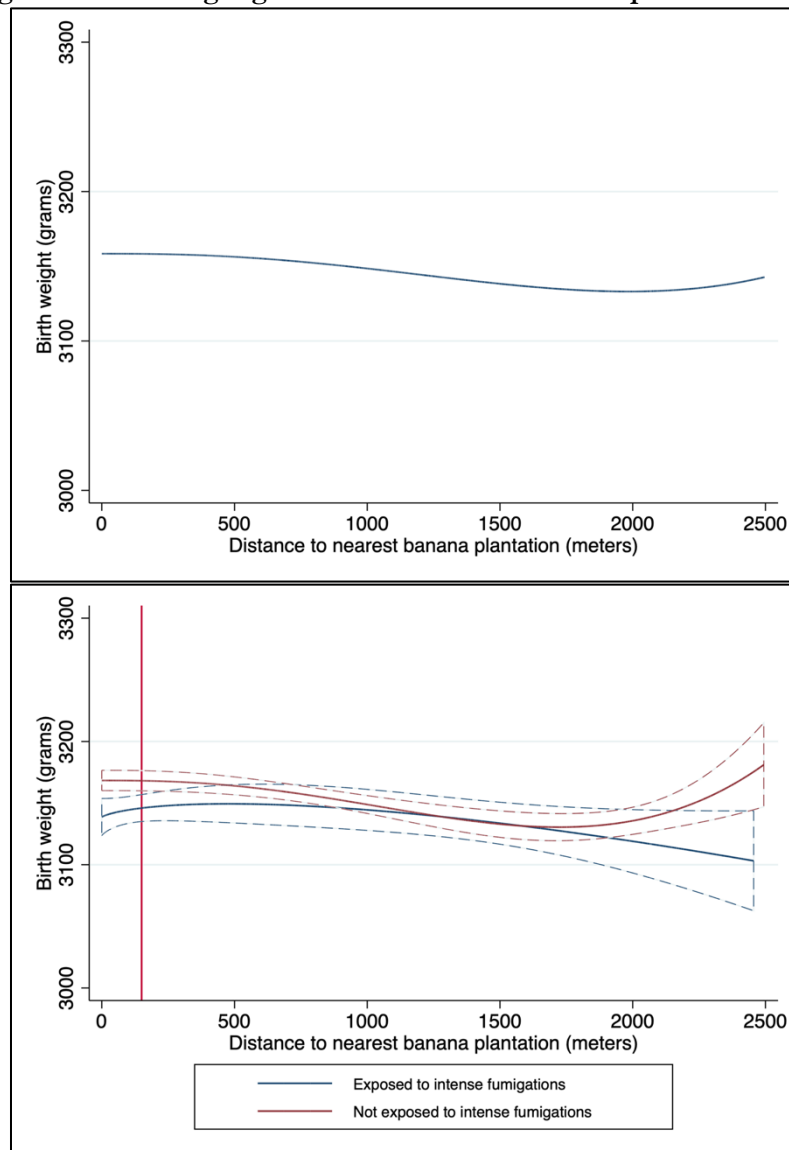 3300
3200
3100
3000
Birth weight (grams)
0 500 1000 1500 2000 2500
Distance to nearest banana plantation (meters)
3300
3200
3100
3000
Birth weight (grams)
0 500 1000 1500 2000 2500
Distance to nearest banana plantation (meters)
Exposed to intense fumigations
Not exposed to intense fumigations